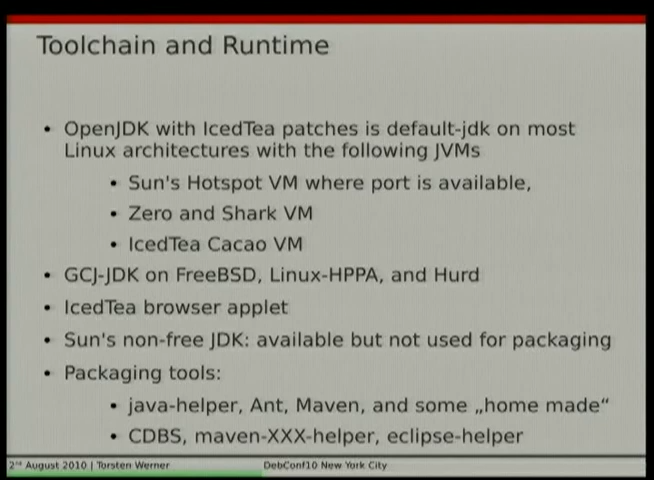 Toolchain and Runtime
• OpenJDK with IcedTea patches is default-jdk on most
Linux architectures with the following JVMs
• Sun's Hotspot VM where port is available,
• Zero and Shark VM
• IcedTea Cacao VM
• GCJ-JDK on FreeBSD, Linux-HPPA, and Hurd
• IcedTea browser applet
• Sun's non-free JDK: available but not used for packaging
• Packaging tools:
• java-helper, Ant, Maven, and some „home made“
• CDBS, maven-XXX-helper, eclipse-helper
2nd August 2010 | Torsten Werner DebConf10 New York City